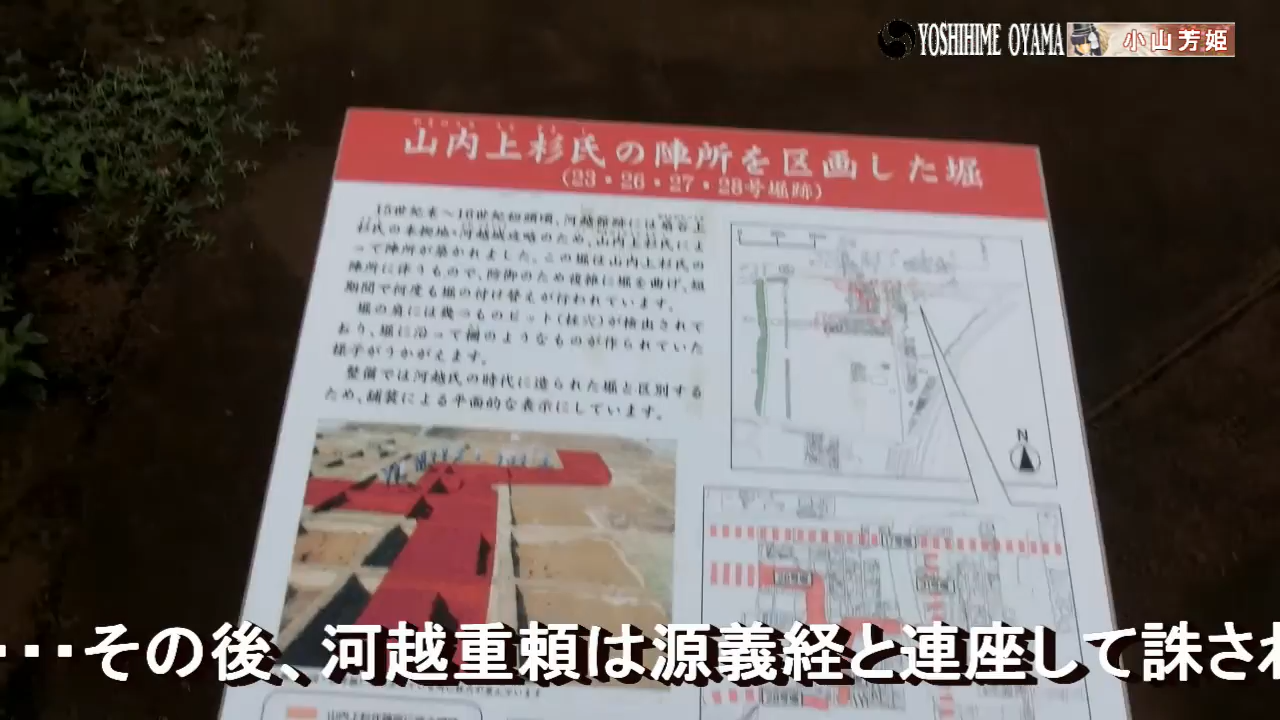 YOSHIHIME OYAMA 小山芳姫
山内上杉氏の陣所を区画した堀
(23・26・27・28号堀跡)
15世紀末～16世紀初頭頃、河越館跡には扇谷上
杉氏の本拠地・河越城攻略のため、山内上杉氏によ
って陣所が築かれました。この堀は山内上杉氏の
陣所に伴うもので、防御のため複雑に堀を曲げ、短
期間で何度も堀の付け替えが行われています。
堀の肩には幾つものピット(柱穴)が検出されて
おり、堀に沿って柵のようなものが作られていた
様子がうかがえます。
整備では河越氏の時代に造られた堀と区別する
ため、舗装による平面的な表示にしています。
N
･･･その後、河越重頼は源義経と連座して誅され